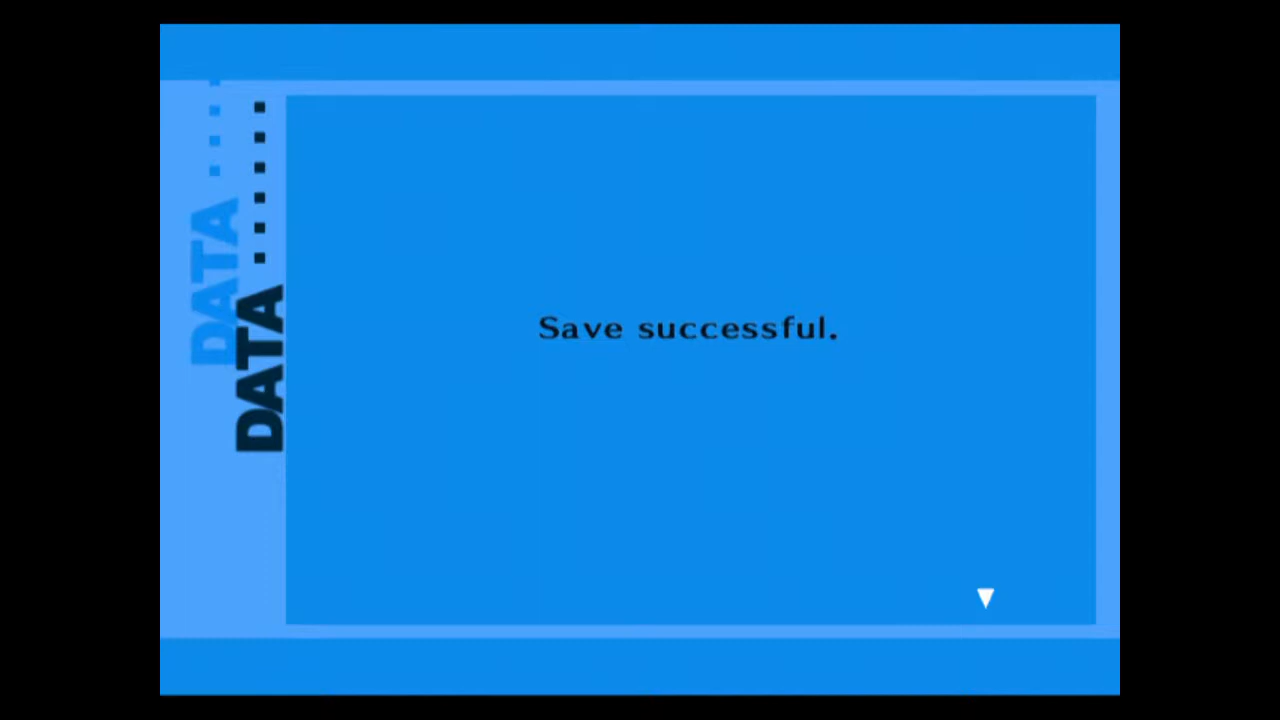 DATA ......
DATA ....
Save successful.